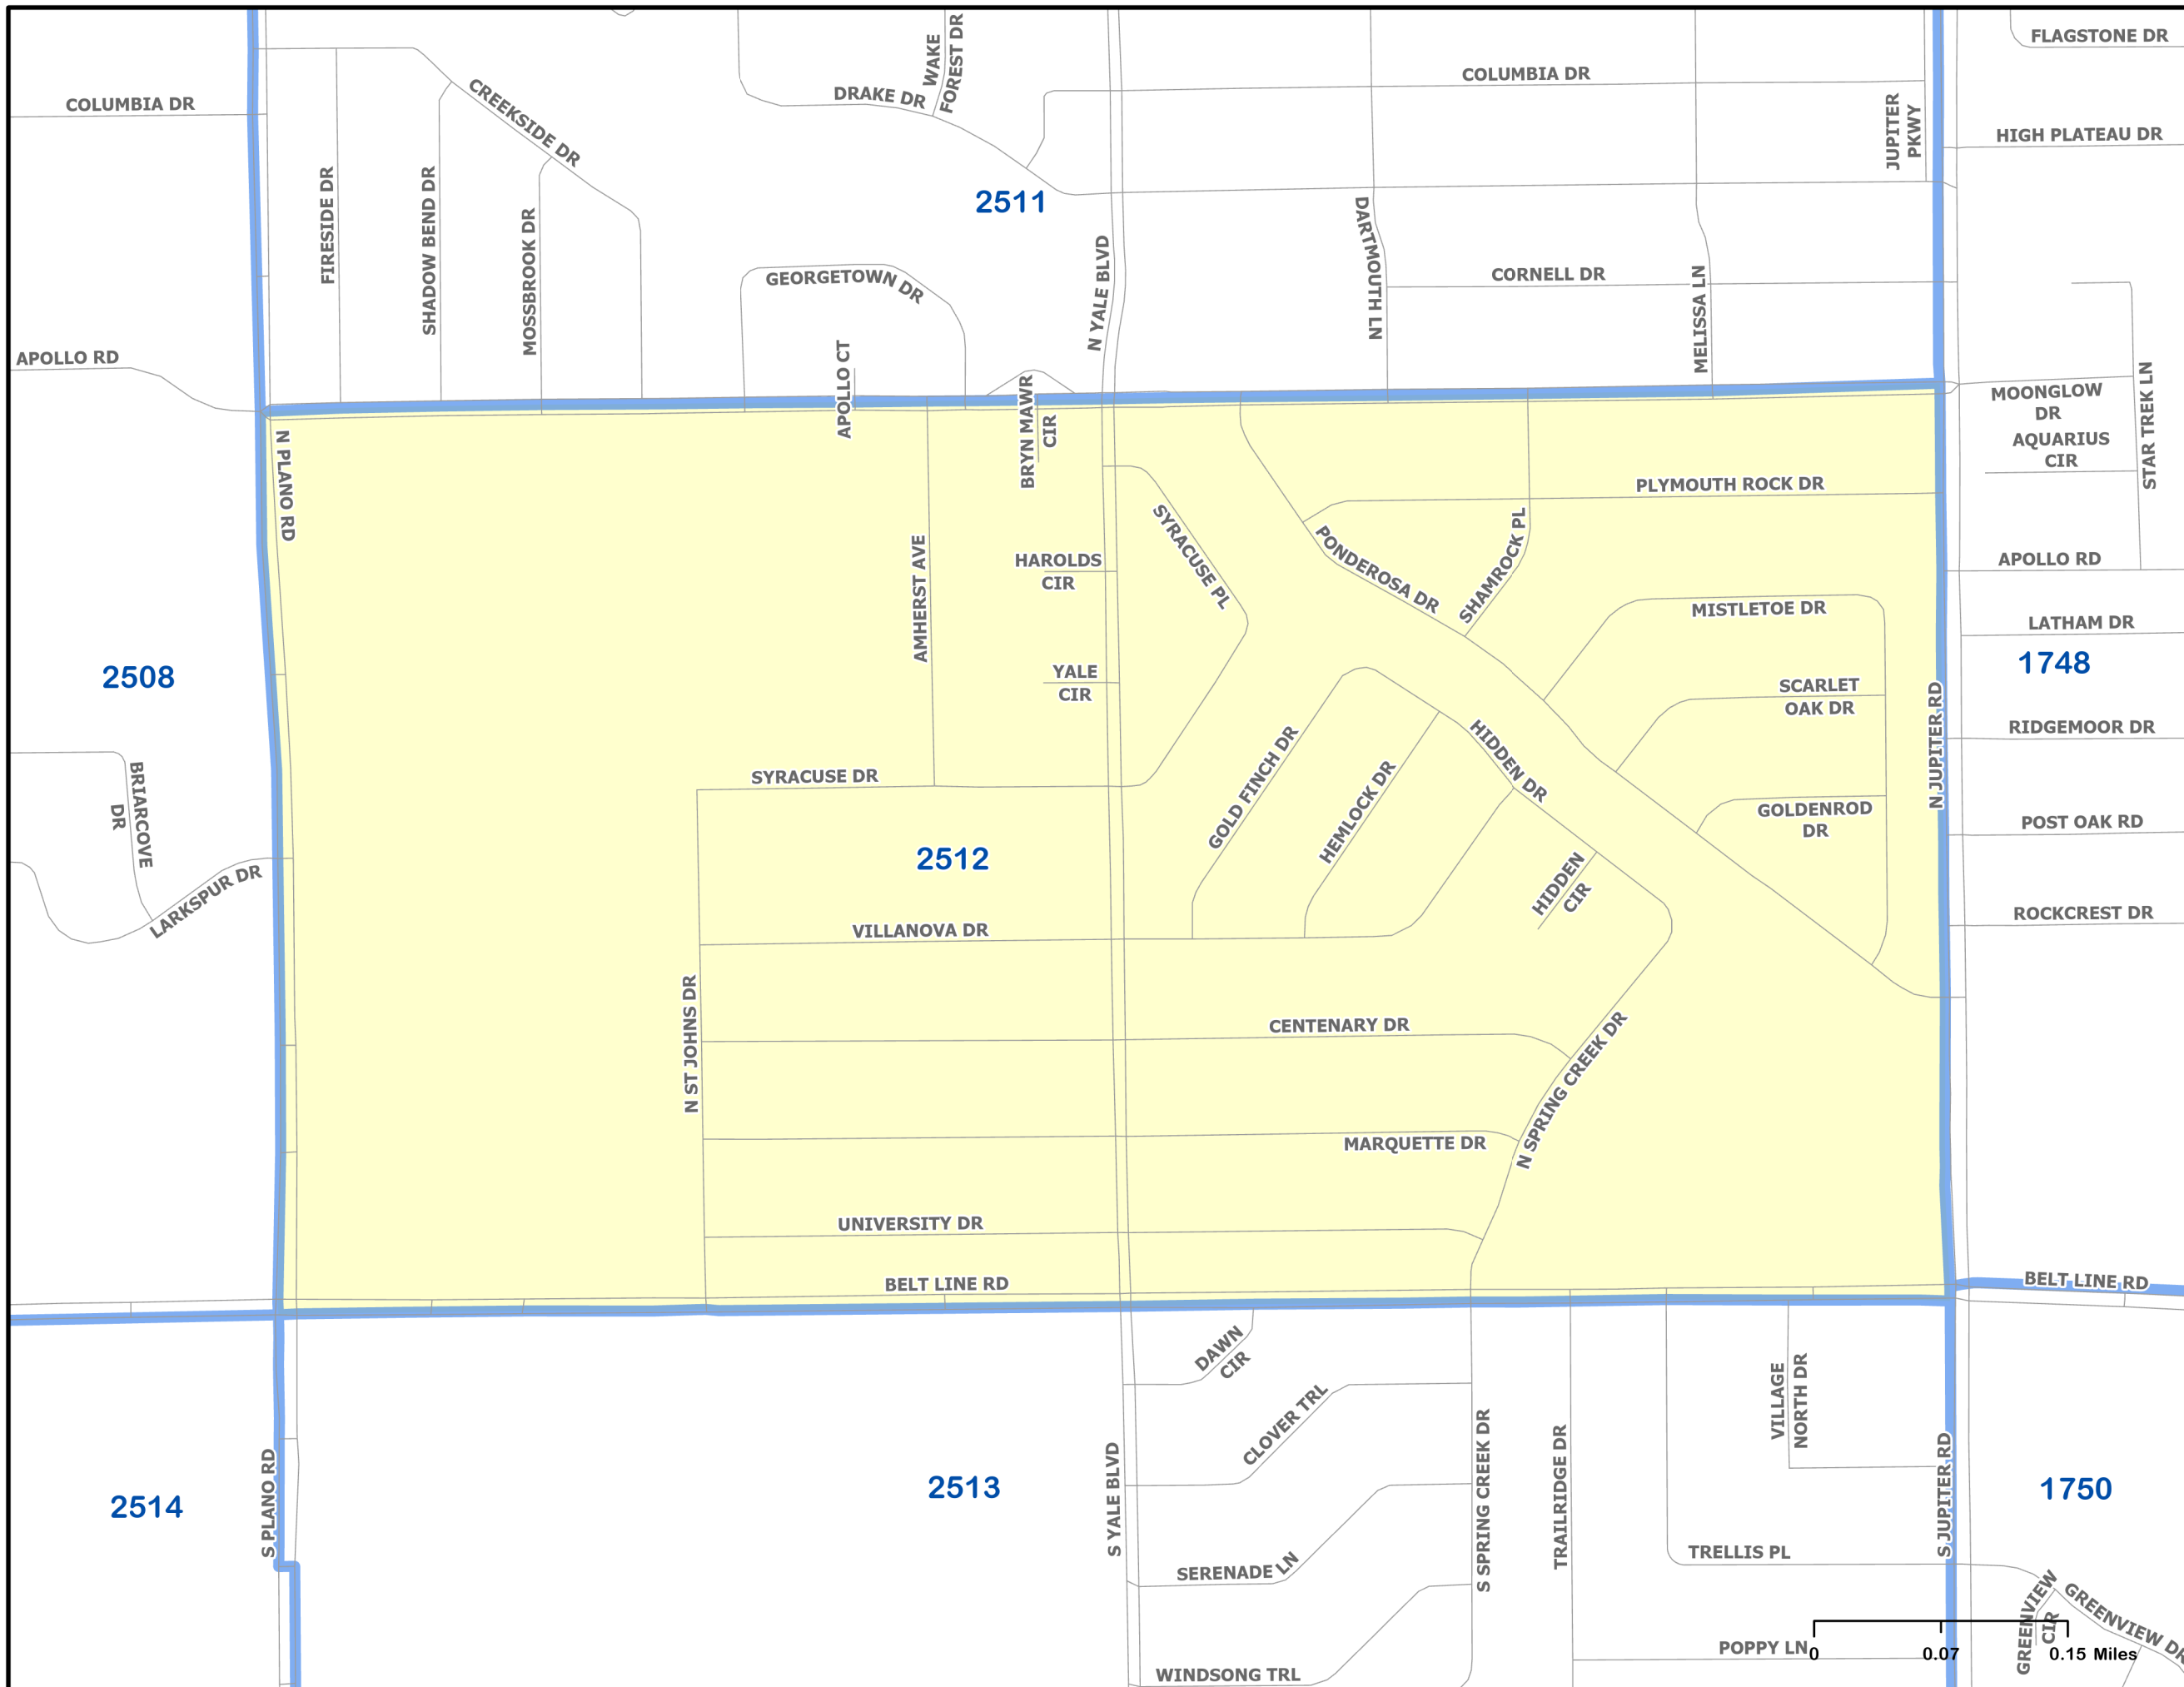 FLAGSTONE DR
WAKE
FOREST DR
COLUMBIA DR
COLUMBIA DR
DRAKE DR
CREEKSIDE DR
JUPITER
PKWY
HIGH PLATEAU DR
2511
FIRESIDE DR
SHADOW BEND DR
MOSSBROOK DR
GEORGETOWN DR
N YALE BLVD
DARTMOUTH LN
CORNELL DR
MELISSA LN
APOLLO RD
APOLLO CT
BRYN MAWR
CIR
MOONGLOW
DR
AQUARIUS
CIR
STAR TREK LN
N PLANO RD
PLYMOUTH ROCK DR
SYRACUSE PL
PONDEROSA DR
SHAMROCK PL
HAROLDS
CIR
AMHERST AVE
APOLLO RD
MISTLETOE DR
LATHAM DR
2508
YALE
CIR
1748
SCARLET
OAK DR
N JUPITER RD
RIDGEMOOR DR
HIDDEN DR
GOLD FINCH DR
HEMLOCK DR
SYRACUSE DR
BRIARCOVE
DR
GOLDENROD
DR
POST OAK RD
2512
LARKSPUR DR
HIDDEN
CIR
ROCKCREST DR
VILLANOVA DR
N ST JOHNS DR
CENTENARY DR
N SPRING CREEK DR
MARQUETTE DR
UNIVERSITY DR
BELT LINE RD
BELT LINE RD
DAWN
CIR
CLOVER TRL
VILLAGE
NORTH DR
S PLANO RD
2514
2513
S YALE BLVD
S SPRING CREEK DR
TRAILRIDGE DR
S JUPITER RD
1750
SERENADE LN
TRELLIS PL
GREENVIEW
CIR
GREENVIEW DR
POPPY LN
WINDSONG TRL
0
0.07
0.15 Miles